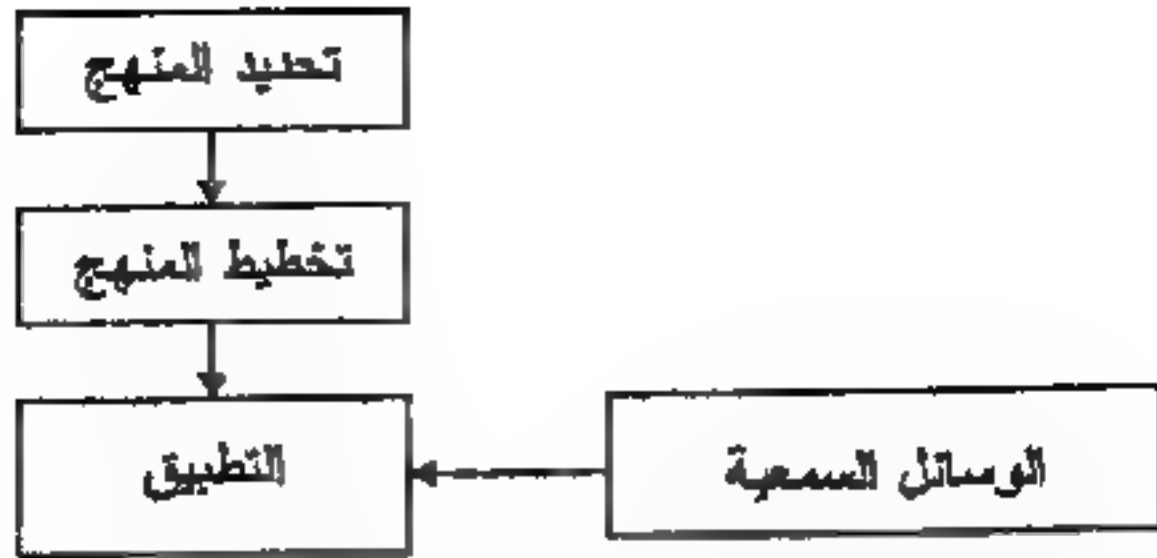 تحديد المنهج
تخطيط المنهج
التطبيق
الوسائل السمعية